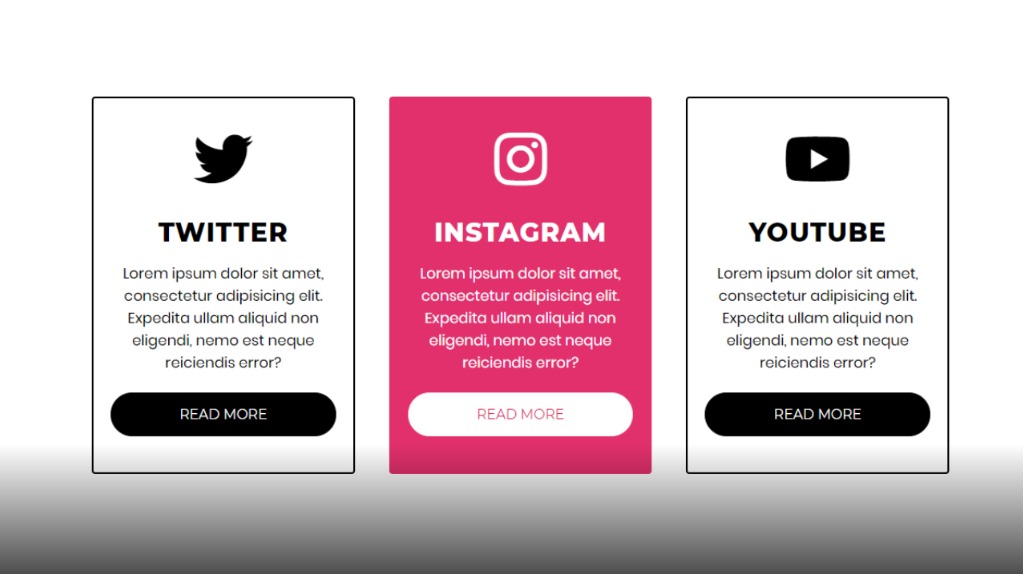 TWITTER
Lorem ipsum dolor sit amet,
consectetur adipisicing elit.
Expedita ullam aliquid non
eligendi, nemo est neque
reiciendis error?
READ MORE
INSTAGRAM
Lorem ipsum dolor sit amet,
consectetur adipisicing elit.
Expedita ullam aliquid non
eligendi, nemo est neque
reiciendis error?
READ MORE
YOUTUBE
Lorem ipsum dolor sit amet,
consectetur adipisicing elit.
Expedita ullam aliquid non
eligendi, nemo est neque
reiciendis error?
READ MORE